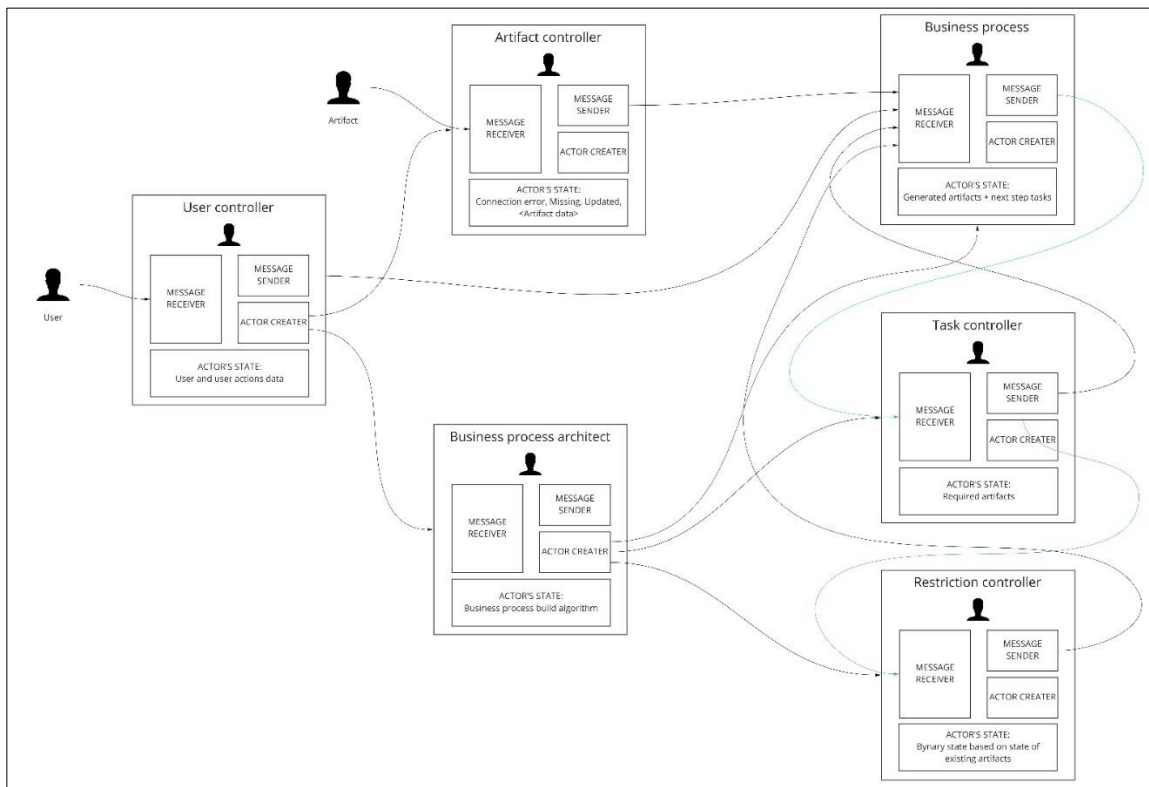 Artifact controller
Artifact
MESSAGE
RECEIVER
MESSAGE
SENDER
ACTOR CREATER
ACTOR'S STATE:
Connection error, Missing, Updated,
<Artifact data>
Business process
MESSAGE
RECEIVER
MESSAGE
SENDER
ACTOR CREATER
ACTOR'S STATE:
Generated artifacts + next step tasks
User controller
User
MESSAGE
RECEIVER
MESSAGE
SENDER
ACTOR CREATER
ACTOR'S STATE:
User and user actions data
Task controller
MESSAGE
RECEIVER
MESSAGE
SENDER
ACTOR CREATER
ACTOR'S STATE:
Required artifacts
Business process architect
MESSAGE
RECEIVER
MESSAGE
SENDER
ACTOR CREATER
ACTOR'S STATE:
Business process build algorithm
Restriction controller
MESSAGE
RECEIVER
MESSAGE
SENDER
ACTOR CREATER
ACTOR'S STATE:
Bynary state based on state of
existing artifacts